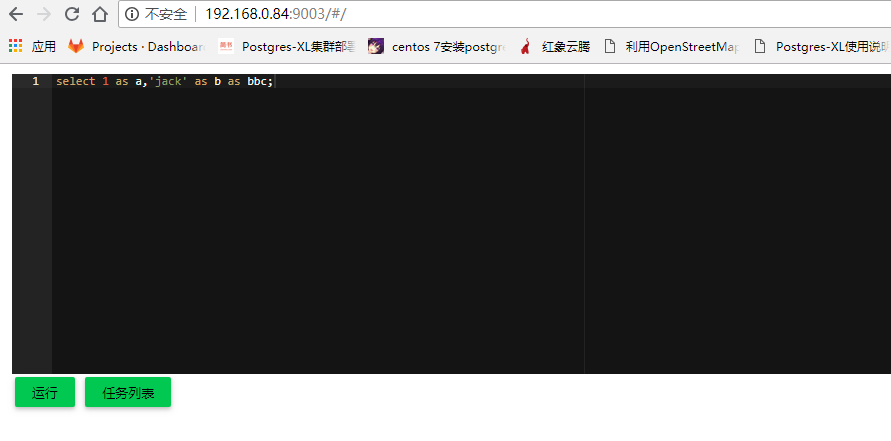 不安全 192.168.0.84:9003/#/
应用 Projects · Dashboar Postgres-XL集群部署 centos 7安装postgr 红象云腾 利用OpenStreetMap Postgres-XL使用说明
1 select 1 as a,'jack' as b as bbc;
运行 任务列表